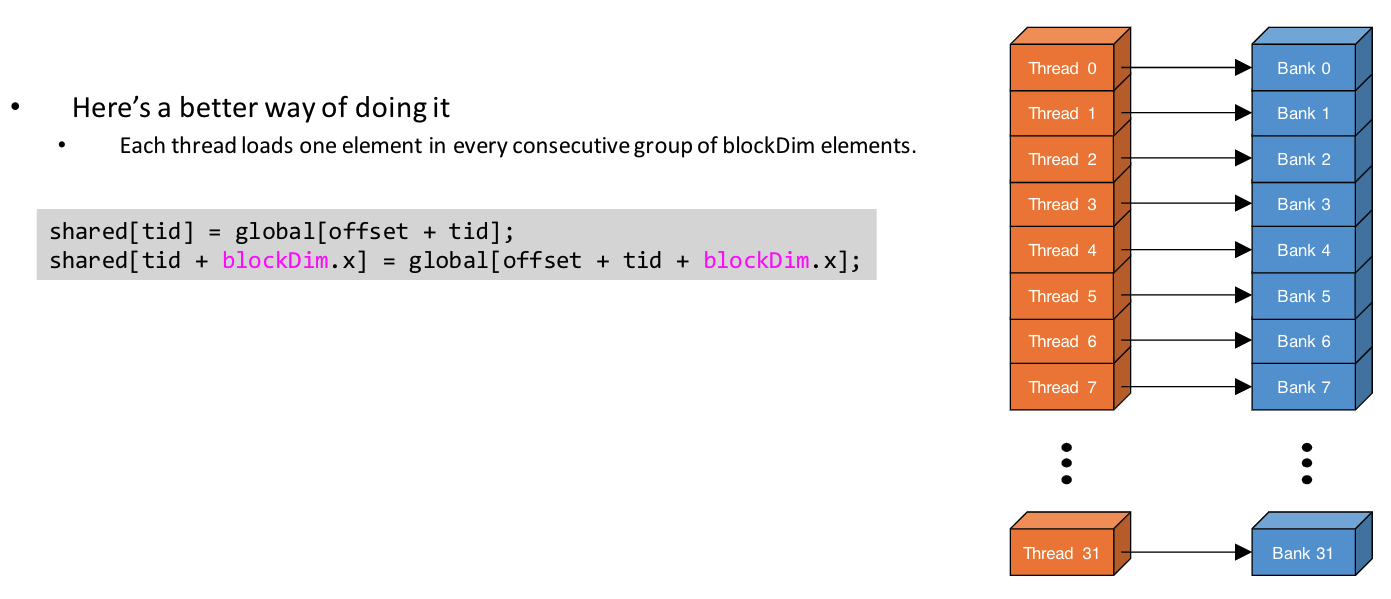 • Here’s a better way of doing it
• Each thread loads one element in every consecutive group of blockDim elements.
shared[tid] = global[offset + tid];
shared[tid + blockDim.x] = global[offset + tid + blockDim.x];
Thread 0 Bank 0
Thread 1 Bank 1
Thread 2 Bank 2
Thread 3 Bank 3
Thread 4 Bank 4
Thread 5 Bank 5
Thread 6 Bank 6
Thread 7 Bank 7
Thread 31 Bank 31